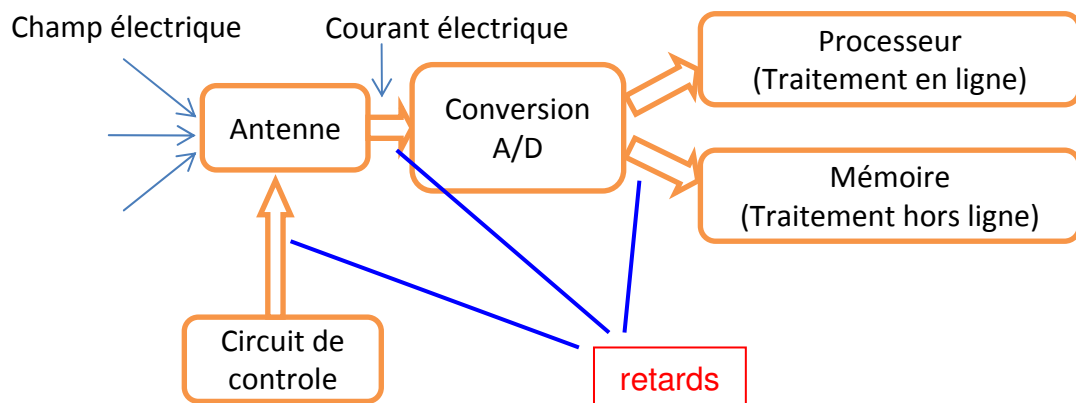 Champ électrique
Courant électrique
Processeur
(Traitement en ligne)
Antenne
Conversion
A/D
Mémoire
(Traitement hors ligne)
Circuit de
controle
retards